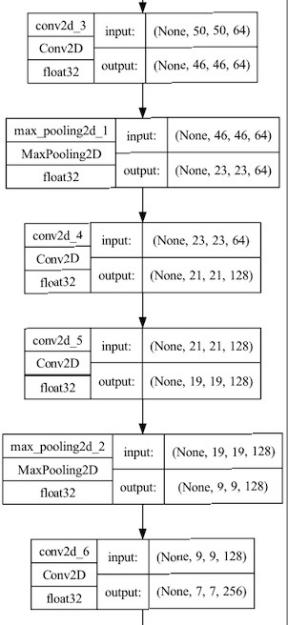 conv2d_3 input: (None, 50, 50, 64)
Conv2D
float32 output: (None, 46, 46, 64)
max_pooling2d_1 input: (None, 46, 46, 64)
MaxPooling2D
float32 output: (None, 23, 23, 64)
conv2d_4 input: (None, 23, 23, 64)
Conv2D
float32 output: (None, 21, 21, 128)
conv2d_5 input: (None, 21, 21, 128)
Conv2D
float32 output: (None, 19, 19, 128)
max_pooling2d_2 input: (None, 19, 19, 128)
MaxPooling2D
float32 output: (None, 9, 9, 128)
conv2d_6 input: (None, 9, 9, 128)
Conv2D
float32 output: (None, 7, 7, 256)